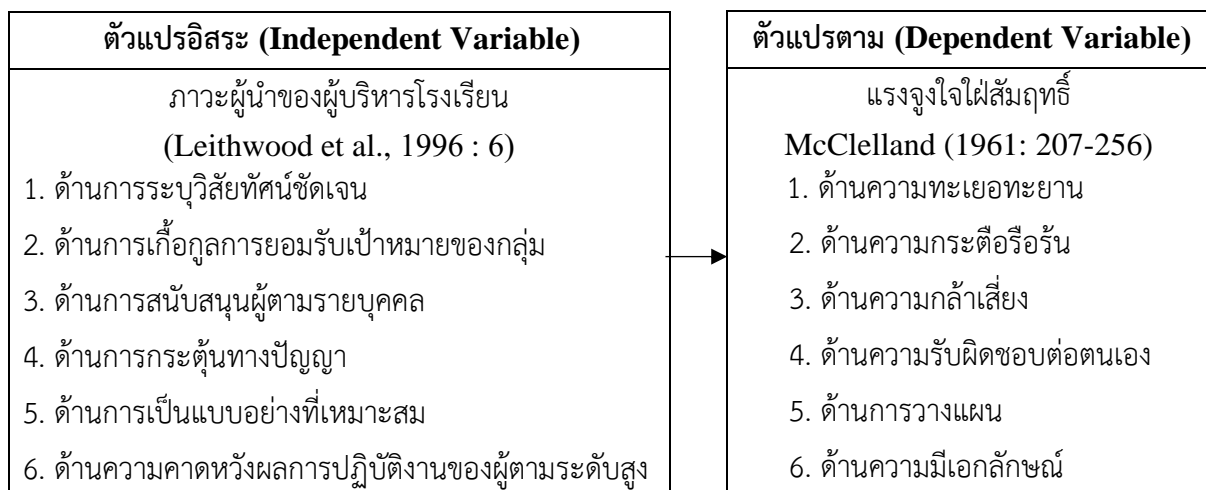 ตัวแปรอิสระ (Independent Variable)
ภาวะผู้นำของผู้บริหารโรงเรียน
(Leithwood et al., 1996 : 6)
1. ด้านการระบุวิสัยทัศน์ชัดเจน
2. ด้านการเกื้อกูลการยอมรับเป้าหมายของกลุ่ม
3. ด้านการสนับสนุนผู้ตามรายบุคคล
4. ด้านการกระตุ้นทางปัญญา
5. ด้านการเป็นแบบอย่างที่เหมาะสม
6. ด้านความคาดหวังผลการปฏิบัติงานของผู้ตามระดับสูง
ตัวแปรตาม (Dependent Variable)
แรงจูงใจใฝ่สัมฤทธิ์
McClelland (1961: 207-256)
1. ด้านความทะเยอทะยาน
2. ด้านความกระตือรือร้น
3. ด้านความกล้าเสี่ยง
4. ด้านความรับผิดชอบต่อตนเอง
5. ด้านการวางแผน
6. ด้านความมีเอกลักษณ์